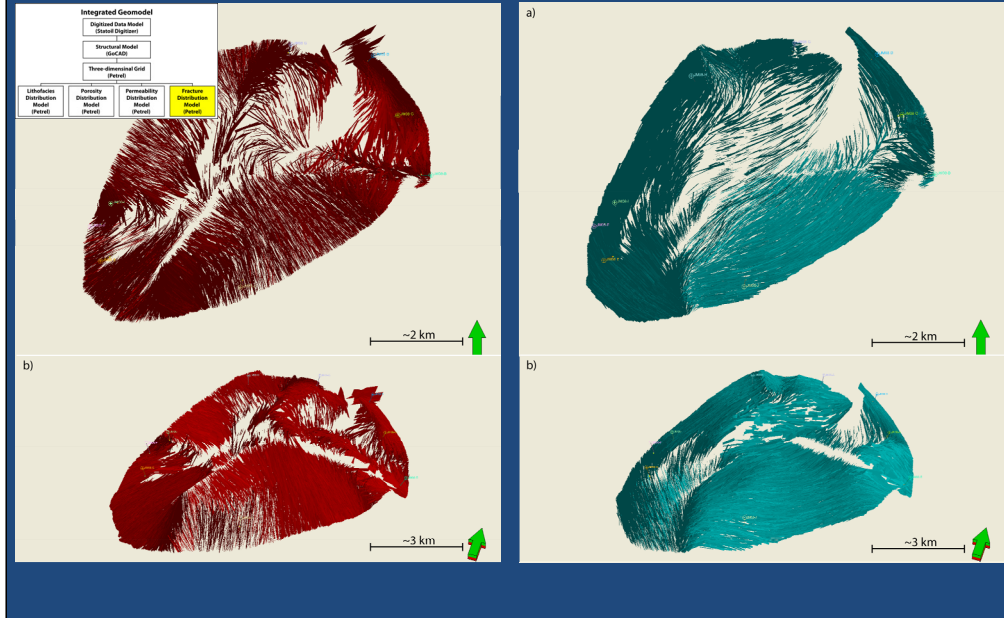 Integrated Geomodel
Digitized Data Model
(Statoil Digitizer)
Structural Model
(GoCAD)
Three-dimensinal Grid
(Petrel)
Lithofacies
Distribution
Model
(Petrel)
Porosity
Distribution
Model
(Petrel)
Permeability
Distribution
Model
(Petrel)
Fracture
Distribution
Model
(Petrel)
~2 km
a)
~2 km
b)
~3 km
b)
~3 km